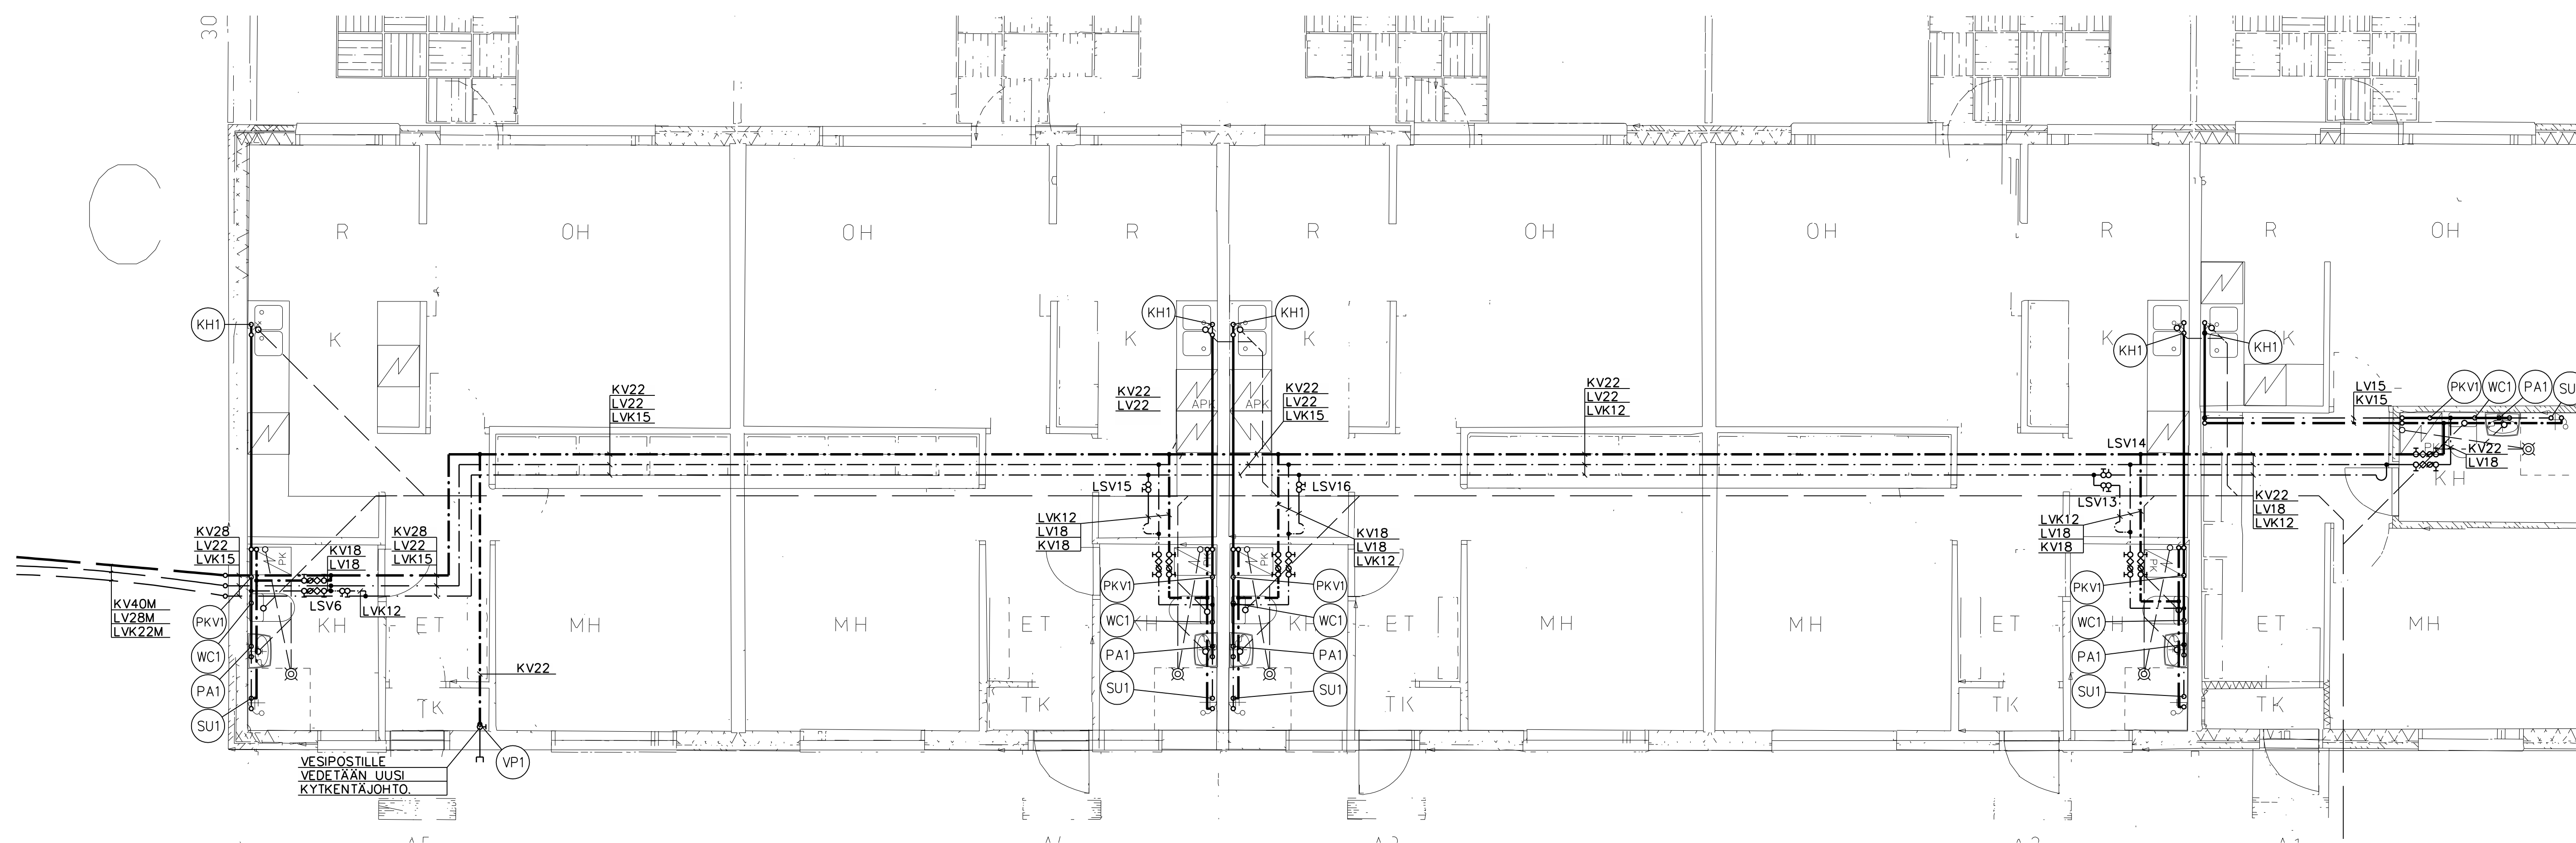 30
R
OH
OH
R
R
OH
OH
R
R
OH
KH1
K
K
KH1
KH1
K
K
KH1
KH1
K
KV22
LV22
LVK15
KV22
LV22
KV22
LV22
LVK15
KV22
LV22
LVK12
LV15
KV15
PKV1
WC1
PA1
SU
APK
APK
LSV14
PK
KV22
LV18
KH
LSV15
LSV16
LSV13
KV28
LV22
LVK15
KV28
LV22
LVK15
KV18
LV18
PK
LSV6
LVK12
LVK12
LV18
KV18
KV18
LV18
LVK12
LVK12
LV18
KV18
KV22
LV18
LVK12
PK
PK
PK
KV40M
LV28M
LVK22M
PKV1
WC1
PA1
SU1
KH
ET
MH
MH
ET
KH
PKV1
WC1
PA1
SU1
PKV1
WC1
PA1
SU1
KH
ET
MH
MH
ET
H
PKV1
WC1
PA1
SU1
ET
MH
KV22
TK
TK
TK
TK
TK
VP1
VESIPOSTILLE
VEDETÄÄN UUSI
KYTKENTÄJOHTO.